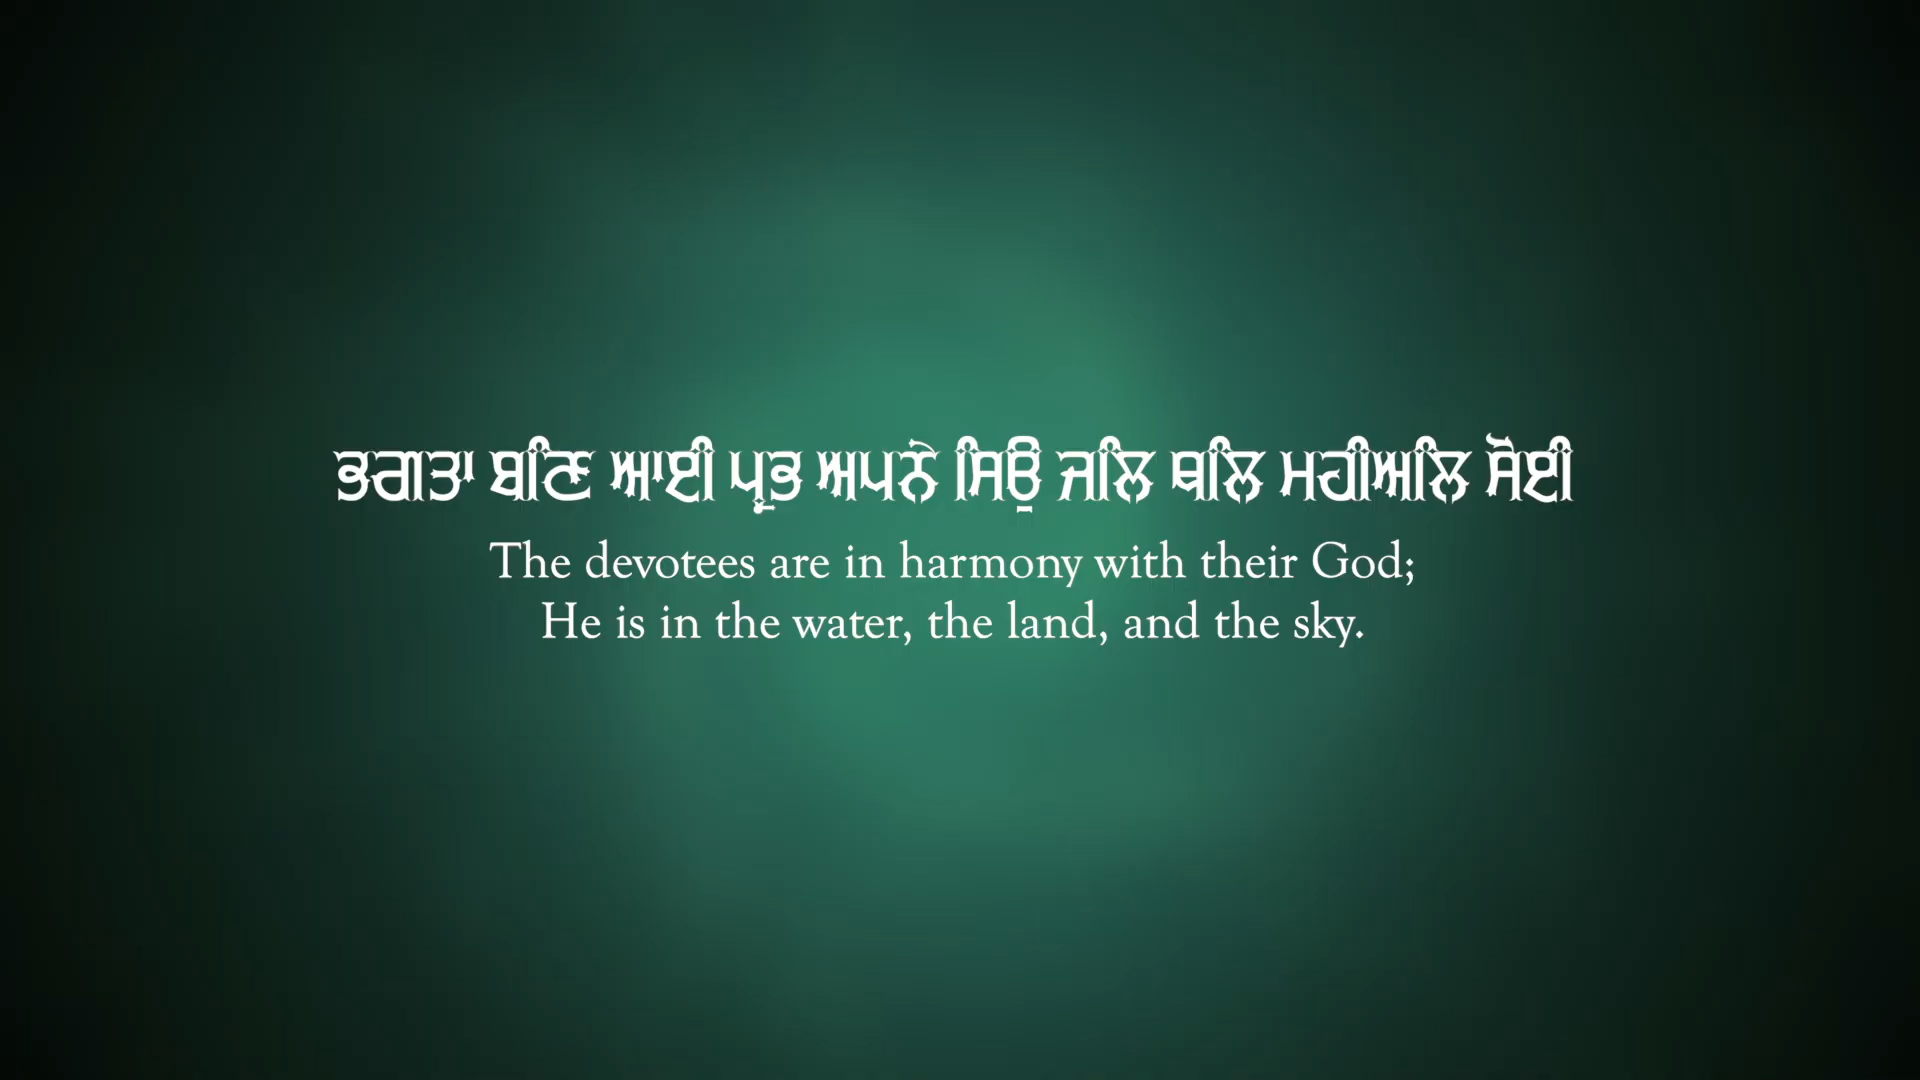 ਭਗਤਾ ਬਣਿ ਆਈ ਪ੍ਰਭ ਅਪਨੇ ਸਿਉ ਜਲਿ ਥਲਿ ਮਹੀਅਲਿ ਸੋਈ
The devotees are in harmony with their God;
He is in the water, the land, and the sky.